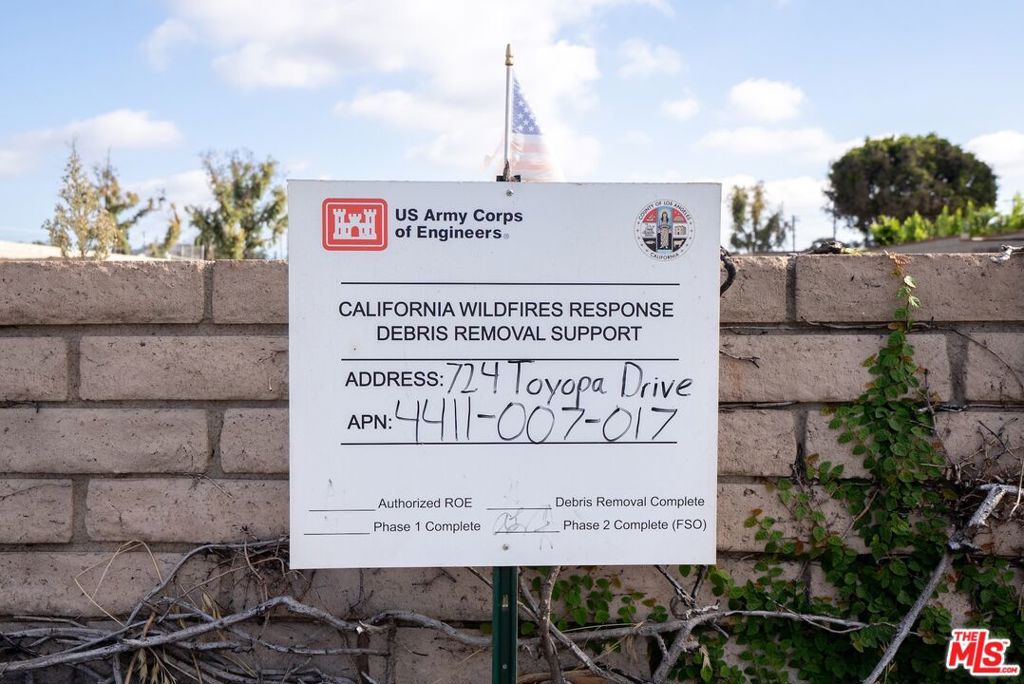 US Army Corps
of Engineers®
COUNTY OF LOS ANGELES
CALIFORNIA
CALIFORNIA WILDFIRES RESPONSE
DEBRIS REMOVAL SUPPORT
ADDRESS: 724 Toyopa Drive
APN: 4411-007-017
Authorized ROE Debris Removal Complete
Phase 1 Complete Phase 2 Complete (FSO)
THE
MLS
.COM